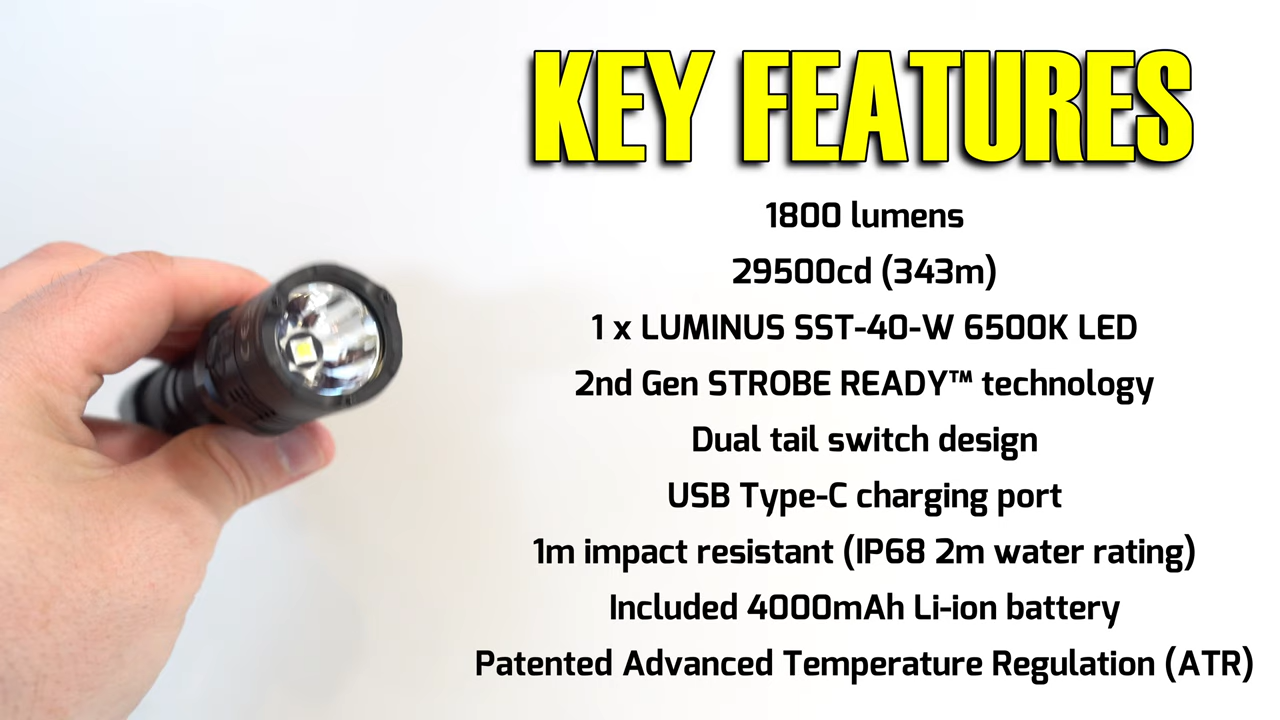 KEY FEATURES
1800 lumens
29500cd (343m)
1 x LUMINUS SST-40-W 6500K LED
2nd Gen STROBE READY™ technology
Dual tail switch design
USB Type-C charging port
1m impact resistant (IP68 2m water rating)
Included 4000mAh Li-ion battery
Patented Advanced Temperature Regulation (ATR)